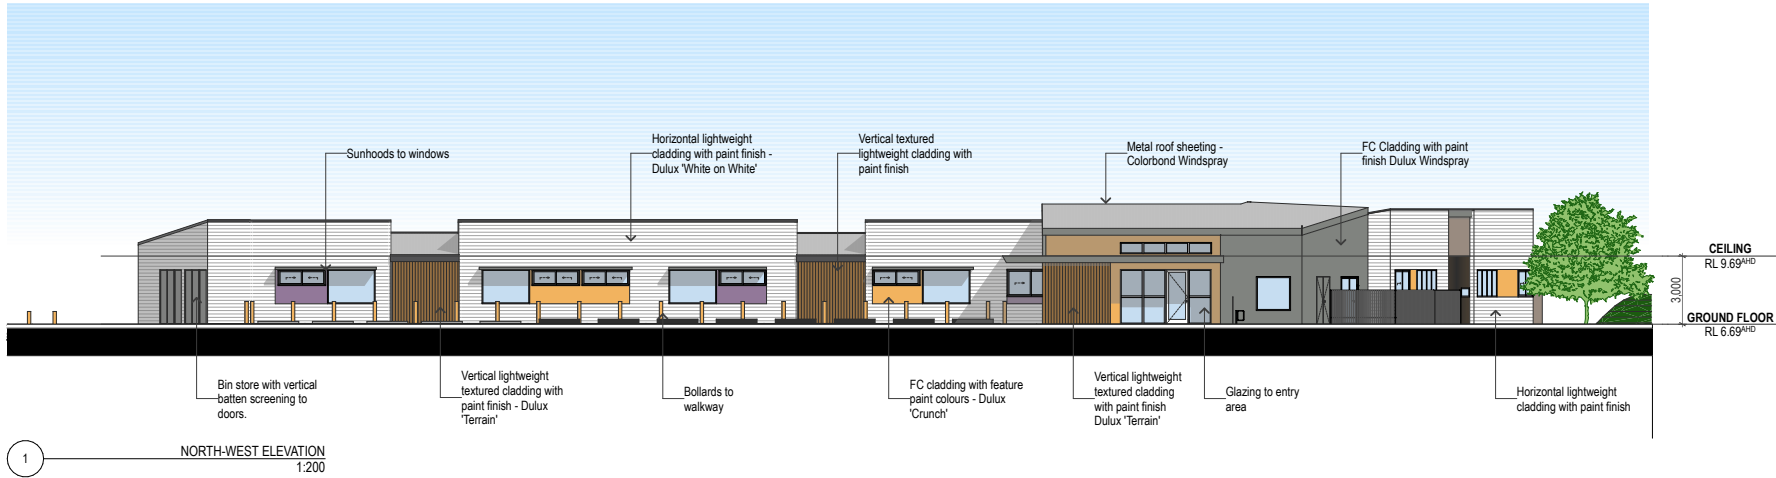 Sunhoods to windows
Horizontal lightweight
cladding with paint finish -
Dulux 'White on White'
Vertical textured
lightweight cladding with
paint finish
Metal roof sheeting -
Colorbond Windspray
FC Cladding with paint
finish Dulux Windspray
CEILING
RL 9.69AHD
3,000
GROUND FLOOR
RL 6.69AHD
Bin store with vertical
batten screening to
doors.
Vertical lightweight
textured cladding with
paint finish - Dulux
'Terrain'
Bollards to
walkway
FC cladding with feature
paint colours - Dulux
'Crunch'
Vertical lightweight
textured cladding
with paint finish
Dulux 'Terrain'
Glazing to entry
area
Horizontal lightweight
cladding with paint finish
1
NORTH-WEST ELEVATION
1:200